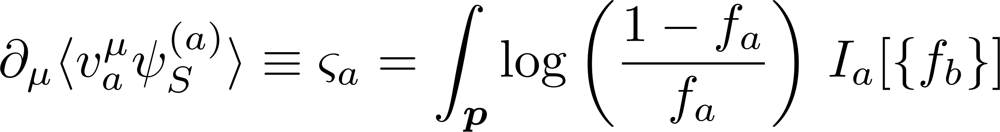 ∂_μ⟨v_a^μ ψ_S^{(a)}⟩ ≡ ς_a = ∫_𝒑 log((1 − f_a)/f_a) I_a[{f_b}]